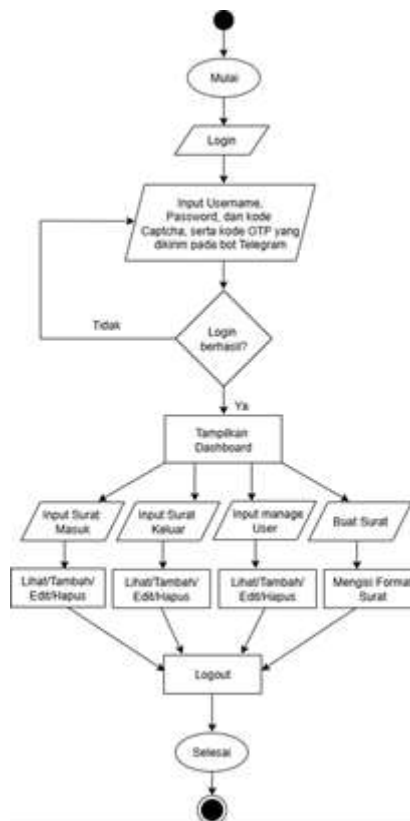 Mulai
Login
Input Username,
Password, dan kode
Captcha, serta kode OTP yang
dikirim pada bot Telegram
Tidak
Login
berhasil?
Ya
Tampilkan
Dashboard
Input Surat
Masuk
Input Surat
Keluar
Input manage
User
Buat Surat
Lihat/Tambah/
Edit/Hapus
Lihat/Tambah/
Edit/Hapus
Lihat/Tambah/
Edit/Hapus
Mengisi Format
Surat
Logout
Selesai